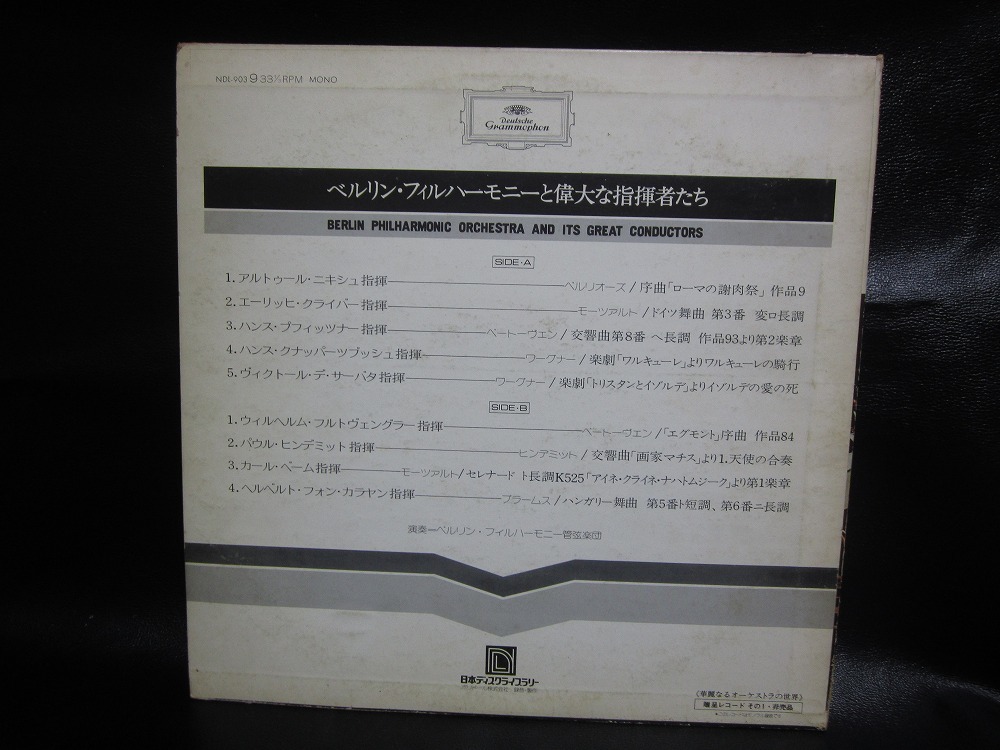 NDL-903 9 33⅓RPM MONO
Deutsche
Grammophon
ベルリン・フィルハーモニーと偉大な指揮者たち
BERLIN PHILHARMONIC ORCHESTRA AND ITS GREAT CONDUCTORS
SIDE・A
1.アルトゥール・ニキシュ指揮――ベルリオーズ/序曲「ローマの謝肉祭」作品9
2.エーリッヒ・クライバー指揮――モーツァルト/ドイツ舞曲 第3番 変ロ長調
3.ハンス・プフィッツナー指揮――ベートーヴェン/交響曲第8番 ヘ長調 作品93より第2楽章
4.ハンス・クナッパーツブッシュ指揮――ワーグナー/楽劇「ワルキューレ」よりワルキューレの騎行
5.ヴィクトール・デ・サーバタ指揮――ワーグナー/楽劇「トリスタンとイゾルデ」よりイゾルデの愛の死
SIDE・B
1.ウィルヘルム・フルトヴェングラー指揮――ベートーヴェン/「エグモント」序曲 作品84
2.パウル・ヒンデミット指揮――ヒンデミット/交響曲「画家マチス」より1.天使の合奏
3.カール・ベーム指揮――モーツァルト/セレナード ト長調K525「アイネ・クライネ・ナハトムジーク」より第1楽章
4.ヘルベルト・フォン・カラヤン指揮――ブラームス/ハンガリー舞曲 第5番ト短調、第6番ニ長調
演奏―ベルリン・フィルハーモニー管弦楽団
日本ディスクライブラリー
《華麗なるオーケストラの世界》
贈呈レコード その1・非売品